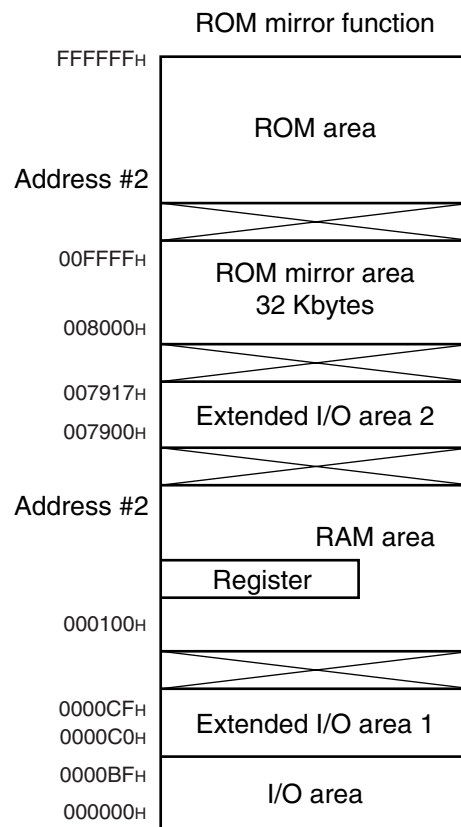 ROM mirror function
FFFFFFH
ROM area
Address #2
00FFFFH
ROM mirror area
32 Kbytes
008000H
007917H
Extended I/O area 2
007900H
Address #2
RAM area
Register
000100H
0000CFH
Extended I/O area 1
0000C0H
0000BFH
I/O area
000000H